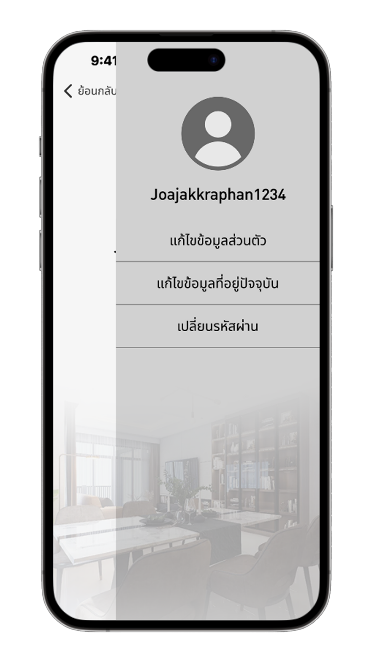 9:41
ย้อนกลับ
Joajakkraphan1234
แก้ไขข้อมูลส่วนตัว
แก้ไขข้อมูลที่อยู่ปัจจุบัน
เปลี่ยนรหัสผ่าน